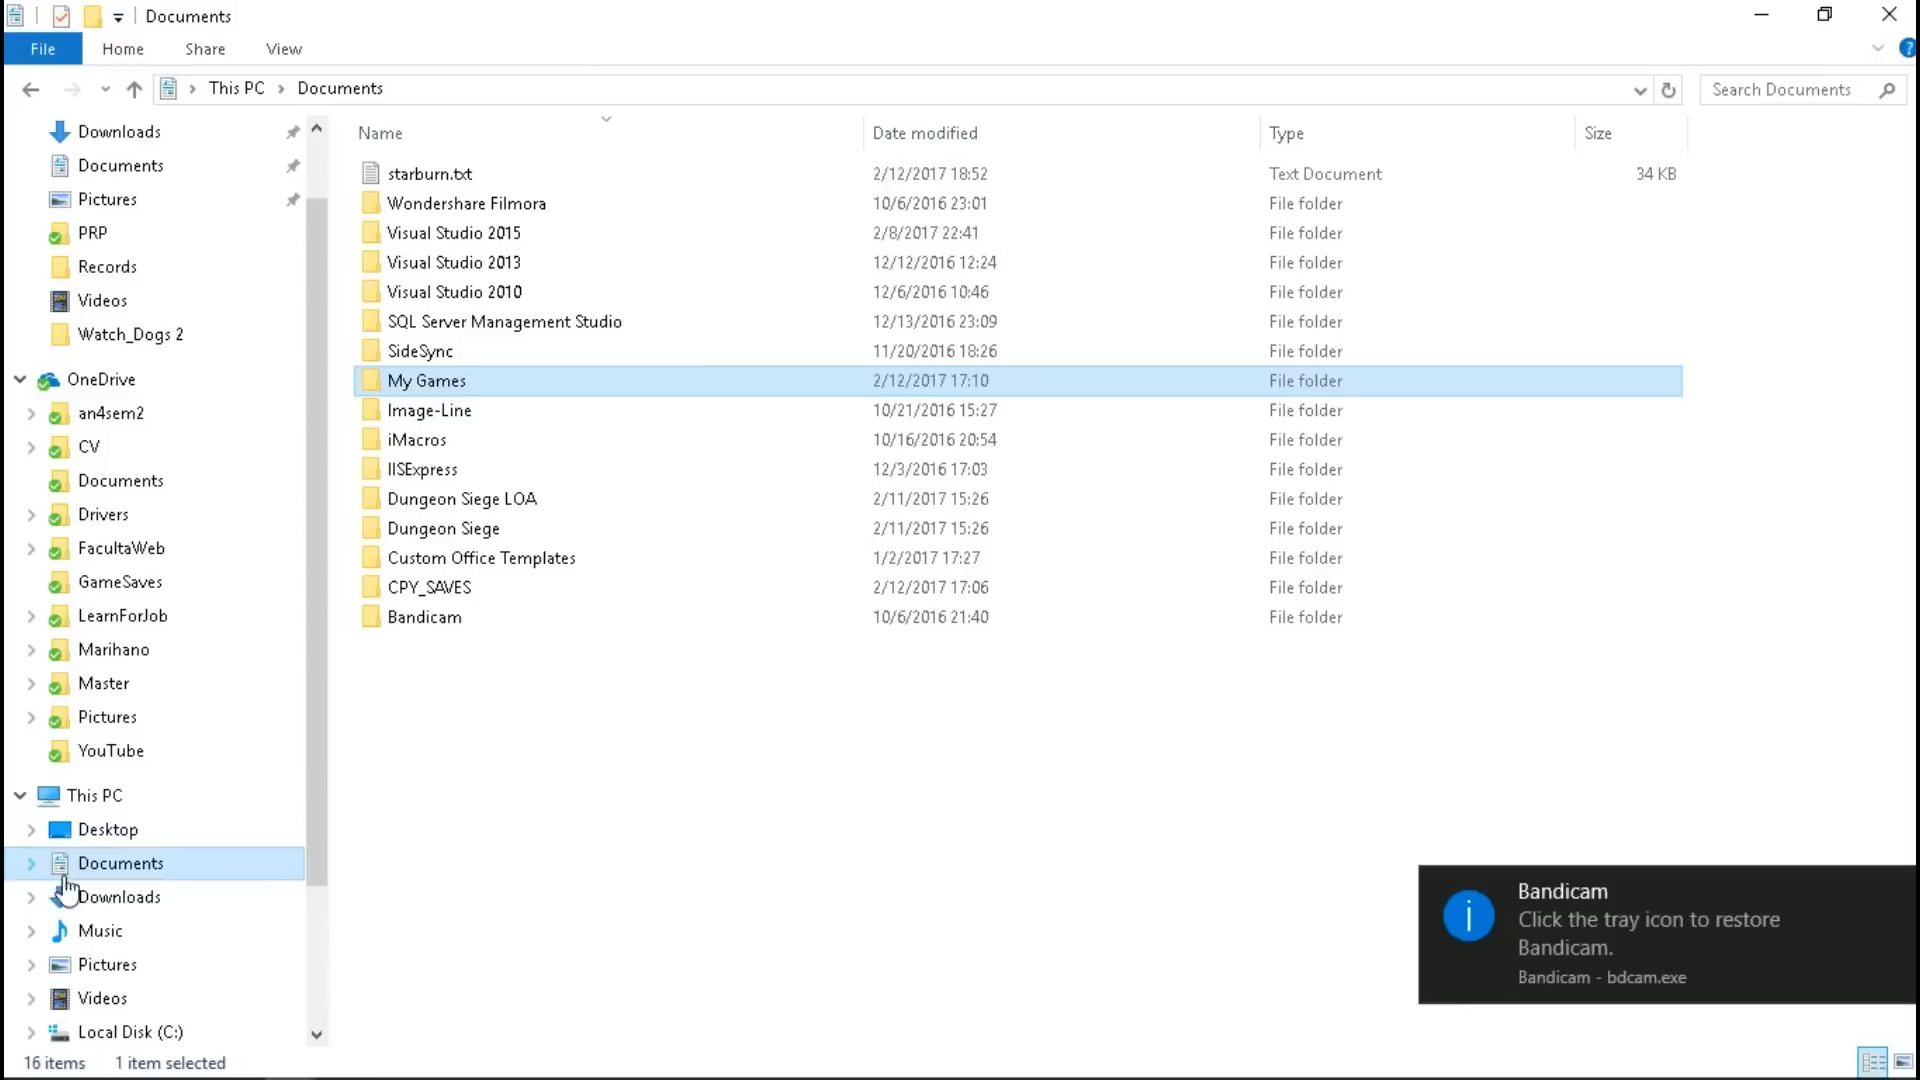 Documents
File Home Share View
This PC Documents
Search Documents
Name Date modified Type Size
Downloads
Documents
Pictures
PRP
Records
Videos
Watch_Dogs 2
OneDrive
an4sem2
CV
Documents
Drivers
FacultaWeb
GameSaves
LearnForJob
Marihano
Master
Pictures
YouTube
This PC
Desktop
Documents
Downloads
Music
Pictures
Videos
Local Disk (C:)
starburn.txt 2/12/2017 18:52 Text Document 34 KB
Wondershare Filmora 10/6/2016 23:01 File folder
Visual Studio 2015 2/8/2017 22:41 File folder
Visual Studio 2013 12/12/2016 12:24 File folder
Visual Studio 2010 12/6/2016 10:46 File folder
SQL Server Management Studio 12/13/2016 23:09 File folder
SideSync 11/20/2016 18:26 File folder
My Games 2/12/2017 17:10 File folder
Image-Line 10/21/2016 15:27 File folder
iMacros 10/16/2016 20:54 File folder
IISExpress 12/3/2016 17:03 File folder
Dungeon Siege LOA 2/11/2017 15:26 File folder
Dungeon Siege 2/11/2017 15:26 File folder
Custom Office Templates 1/2/2017 17:27 File folder
CPY_SAVES 2/12/2017 17:06 File folder
Bandicam 10/6/2016 21:40 File folder
Bandicam
Click the tray icon to restore
Bandicam.
Bandicam - bdcam.exe
16 items 1 item selected